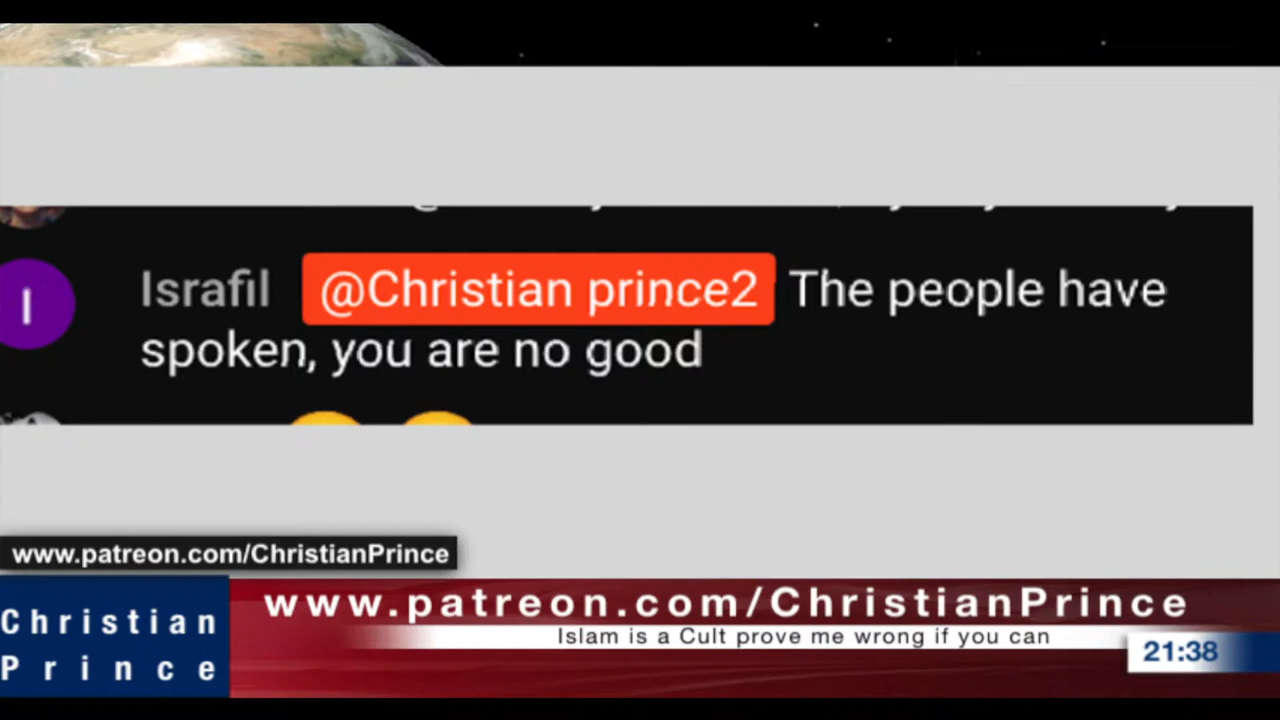 I
Israfil @Christian prince2 The people have
spoken, you are no good
www.patreon.com/ChristianPrince
Christian
Prince
www.patreon.com/ChristianPrince
Islam is a Cult prove me wrong if you can
21:38